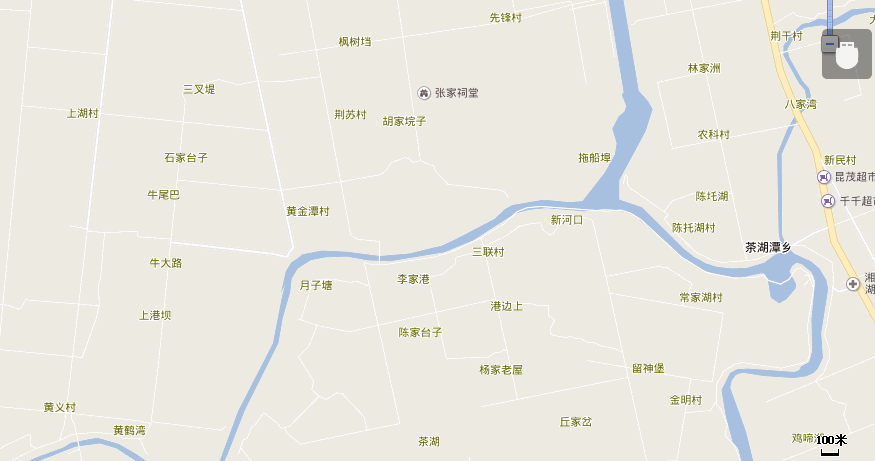 先锋村
荆干村
枫树垱
林家洲
三叉堤
张家祠堂
八家湾
上湖村
荆苏村
胡家垸子
农科村
石家台子
拖船埠
新民村
昆茂超市
牛尾巴
陈圫湖
千千超市
黄金潭村
新河口
陈托湖村
三联村
茶湖潭乡
牛大路
月子塘
李家港
湘
湖
常家湖村
港边上
上港坝
陈家台子
杨家老屋
留神堡
金明村
黄义村
丘家岔
黄鹤湾
茶湖
鸡啼湖
100米